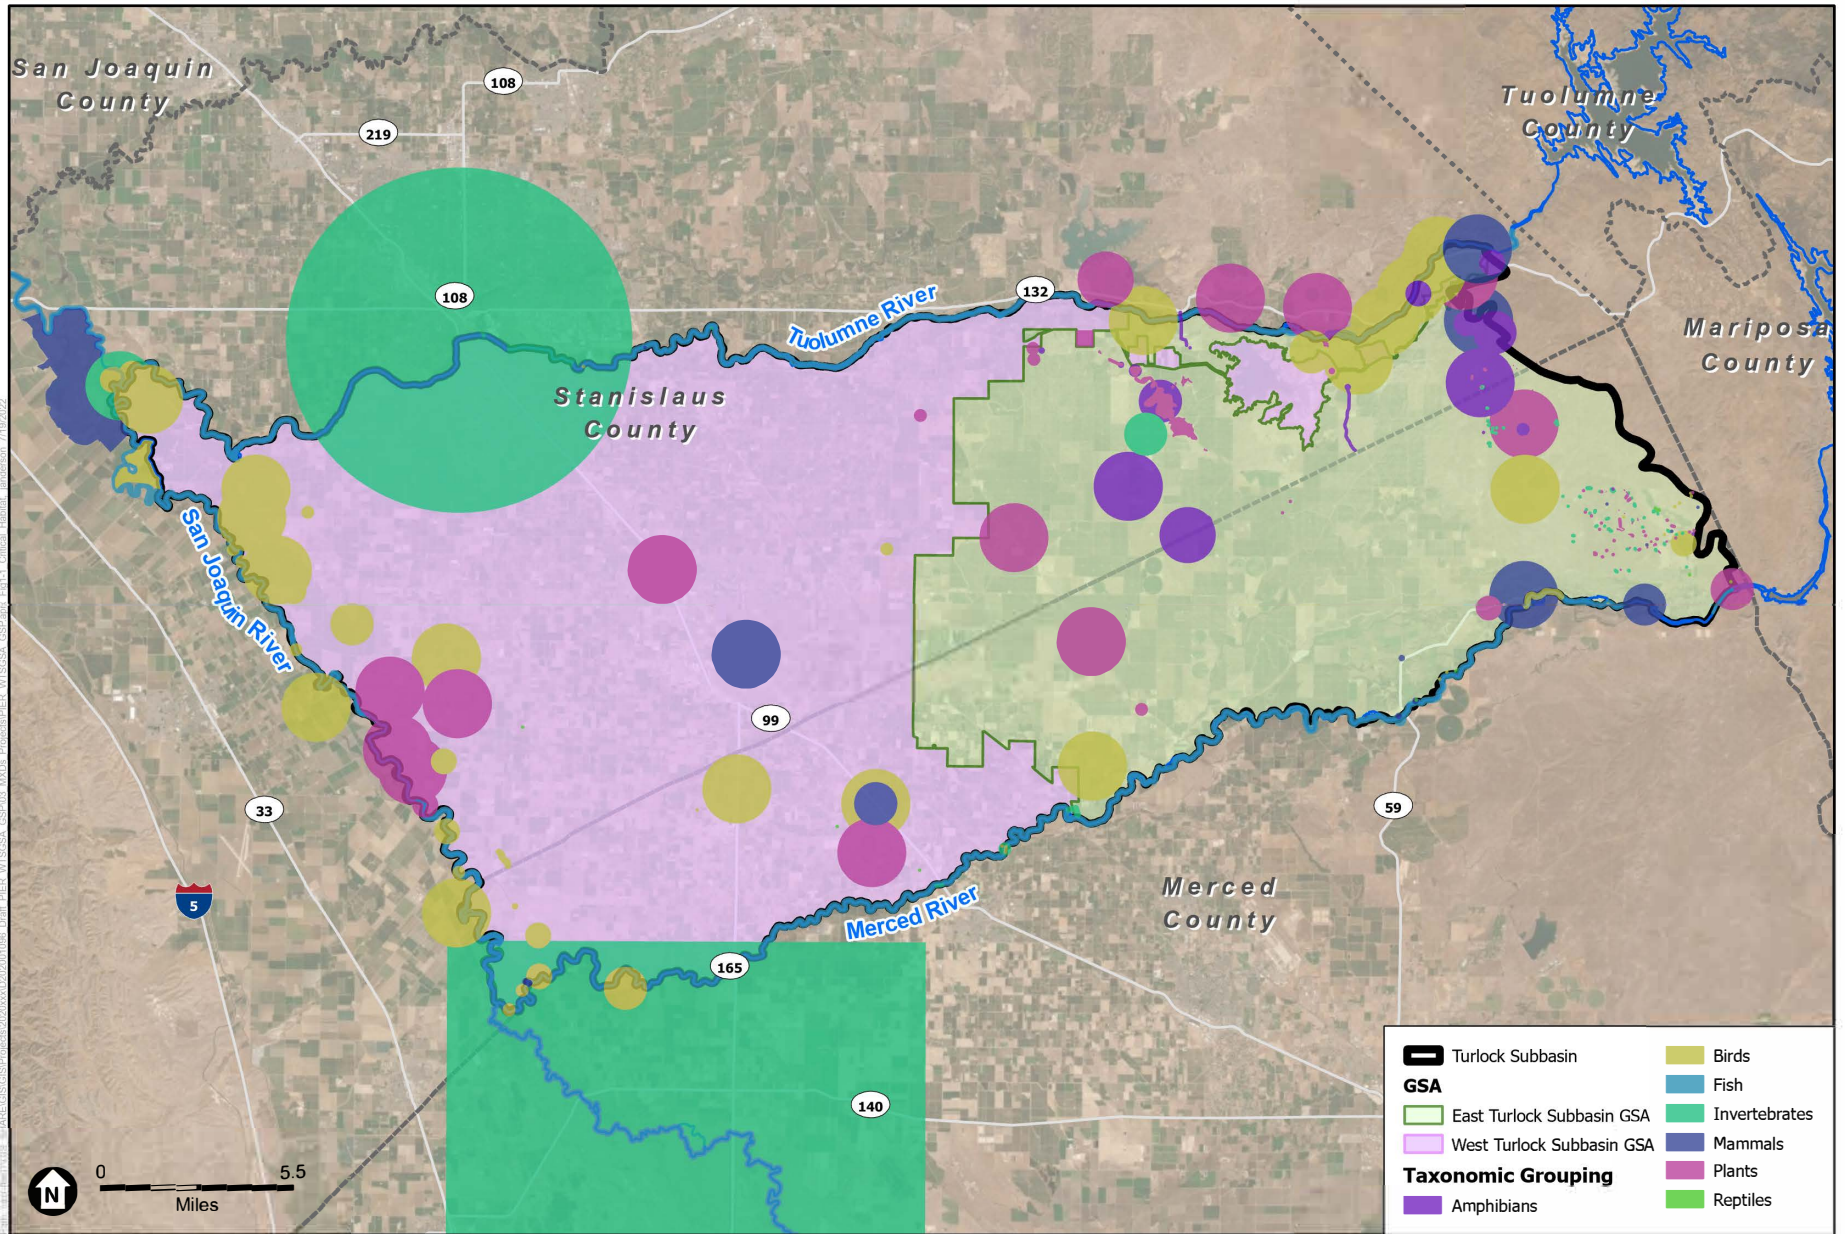 San Joaquin
County
108
219
Tuolumne
County
108
132
Tuolumne River
Mariposa
County
Stanislaus
County
San Joaquin River
99
33
59
5
Merced
County
Merced River
165
140
N
0 5.5
Miles
Turlock Subbasin
GSA
East Turlock Subbasin GSA
West Turlock Subbasin GSA
Taxonomic Grouping
Amphibians
Birds
Fish
Invertebrates
Mammals
Plants
Reptiles